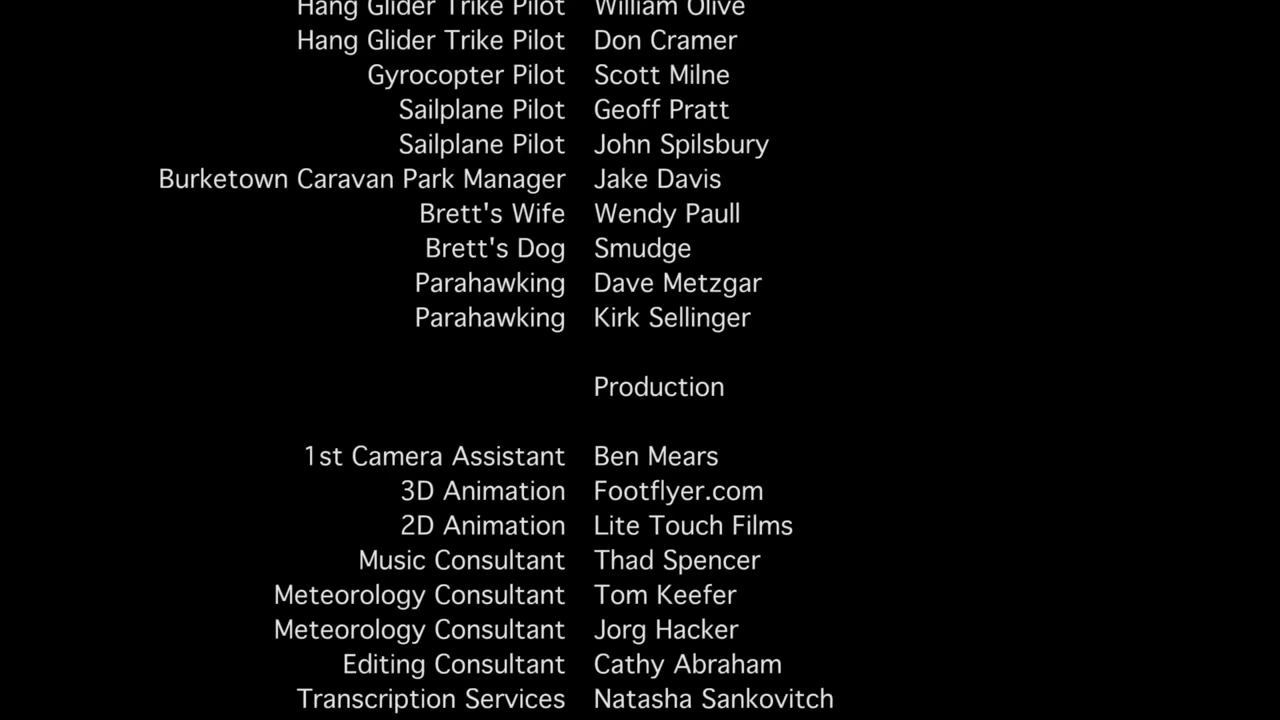 Hang Glider Trike Pilot William Olive
Hang Glider Trike Pilot Don Cramer
Gyrocopter Pilot Scott Milne
Sailplane Pilot Geoff Pratt
Sailplane Pilot John Spilsbury
Burketown Caravan Park Manager Jake Davis
Brett's Wife Wendy Paull
Brett's Dog Smudge
Parahawking Dave Metzgar
Parahawking Kirk Sellinger
Production
1st Camera Assistant Ben Mears
3D Animation Footflyer.com
2D Animation Lite Touch Films
Music Consultant Thad Spencer
Meteorology Consultant Tom Keefer
Meteorology Consultant Jorg Hacker
Editing Consultant Cathy Abraham
Transcription Services Natasha Sankovitch